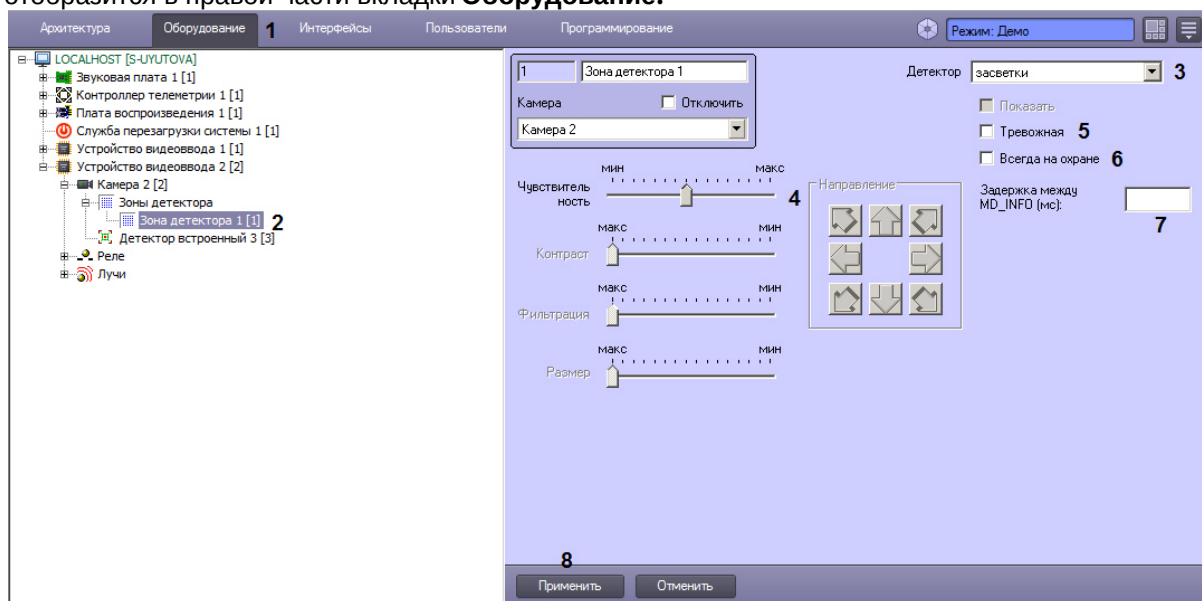 отобразится в правой части вкладки Оборудование.
Архитектура Оборудование 1 Интерфейсы Пользователи Программирование Режим: Демо
LOCALHOST [S-UYUTOVA]
Звуковая плата 1 [1]
Контроллер телеметрии 1 [1]
Плата воспроизведения 1 [1]
Служба перезагрузки системы 1 [1]
Устройство видеоввода 1 [1]
Устройство видеоввода 2 [2]
Камера 2 [2]
Зоны детектора
Зона детектора 1 [1] 2
Детектор встроенный 3 [3]
Реле
Лучи
1 Зона детектора 1
Камера Отключить
Камера 2
Детектор засветки 3
Показать
Тревожная 5
Всегда на охране 6
Задержка между
MD_INFO (мс):
7
мин макс
Чувствитель
ность
4
макс мин
Контраст
макс мин
Фильтрация
макс мин
Размер
Направление
8
Применить Отменить